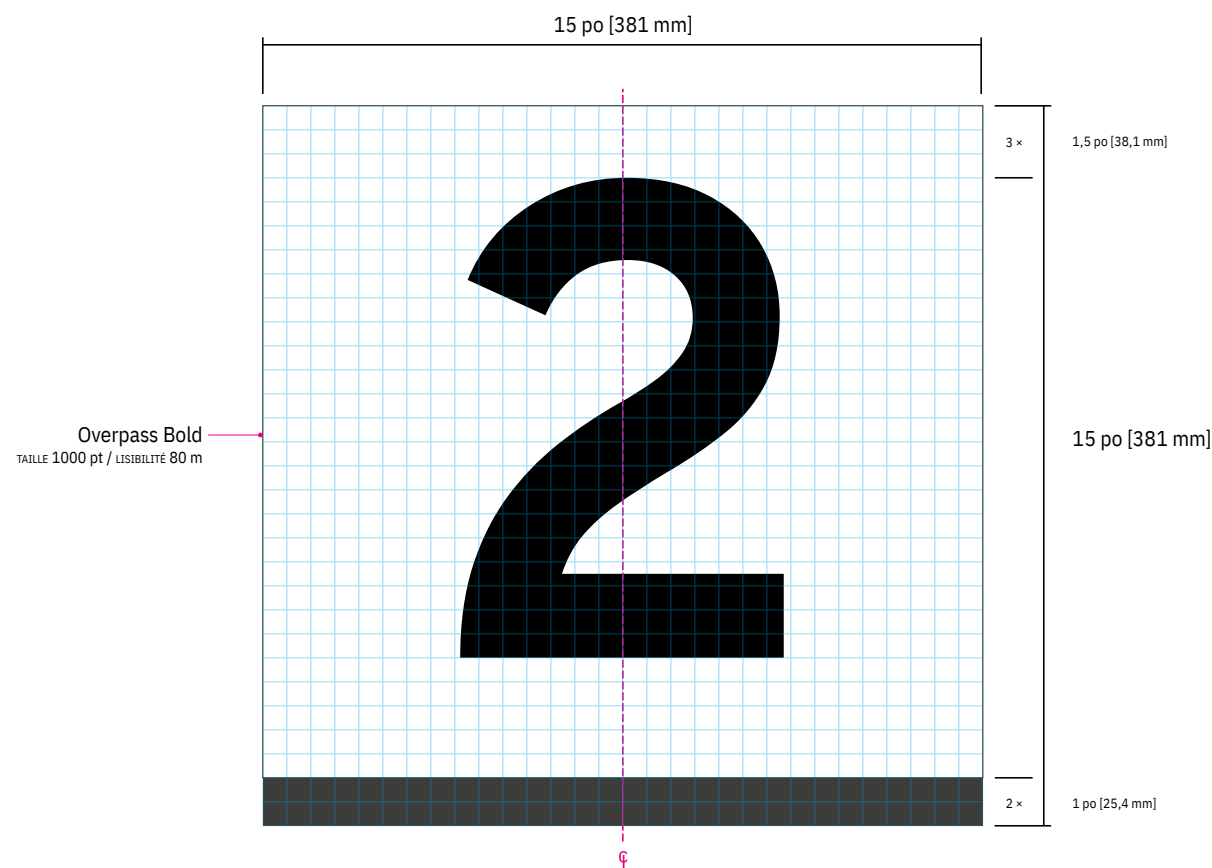 15 po [381 mm]
3 ×
1,5 po [38,1 mm]
2
Overpass Bold
TAILLE 1000 pt / LISIBILITÉ 80 m
15 po [381 mm]
2 ×
1 po [25,4 mm]
℄